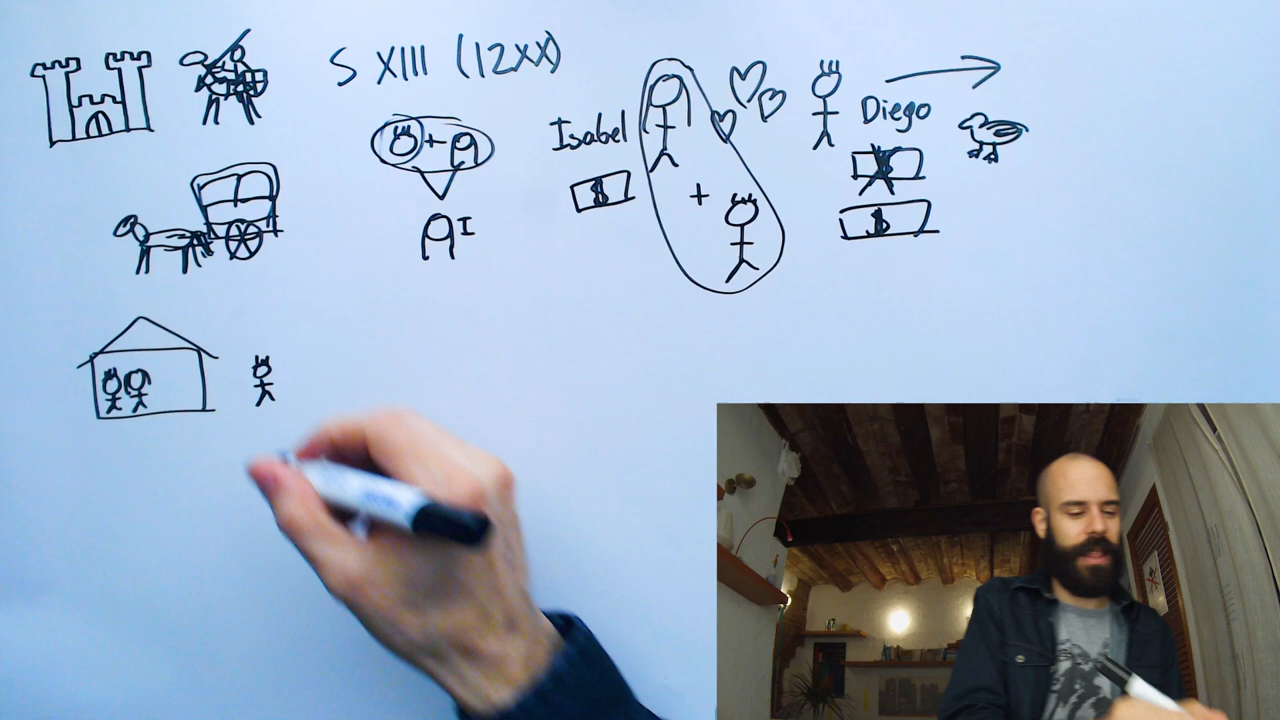 S XIII (12XX)
Isabel
Diego
I
$
$
$